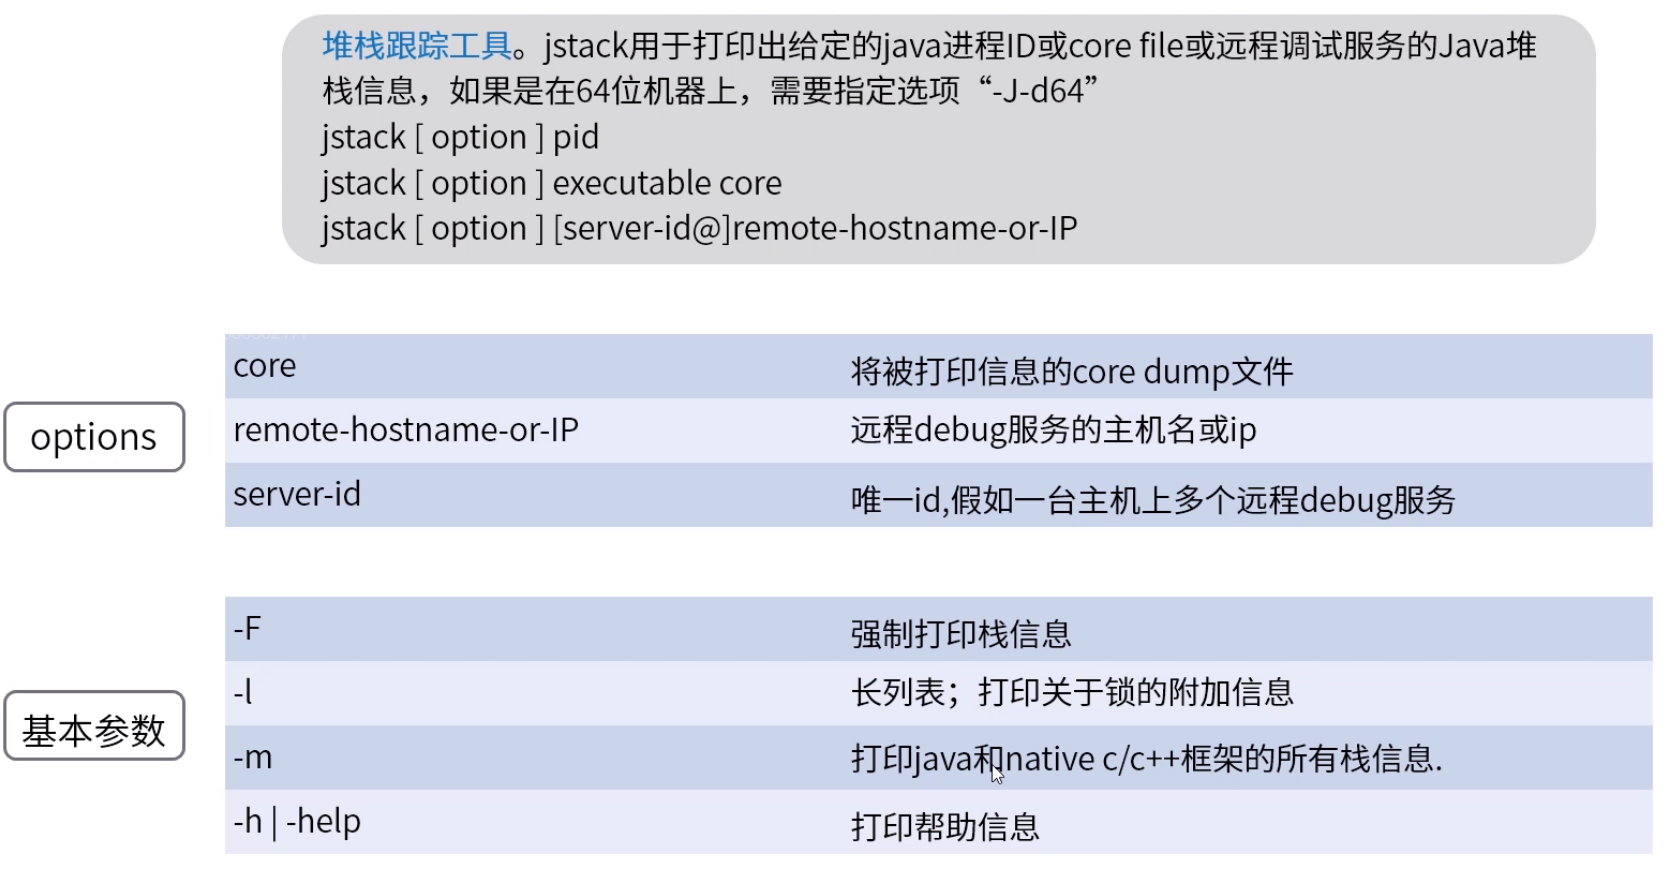 堆栈跟踪工具。jstack用于打印出给定的java进程ID或core file或远程调试服务的Java堆
栈信息，如果是在64位机器上，需要指定选项“-J-d64”
jstack [ option ] pid
jstack [ option ] executable core
jstack [ option ] [server-id@]remote-hostname-or-IP
options
core 将被打印信息的core dump文件
remote-hostname-or-IP 远程debug服务的主机名或ip
server-id 唯一id,假如一台主机上多个远程debug服务
基本参数
-F 强制打印栈信息
-l 长列表；打印关于锁的附加信息
-m 打印java和native c/c++框架的所有栈信息.
-h | -help 打印帮助信息